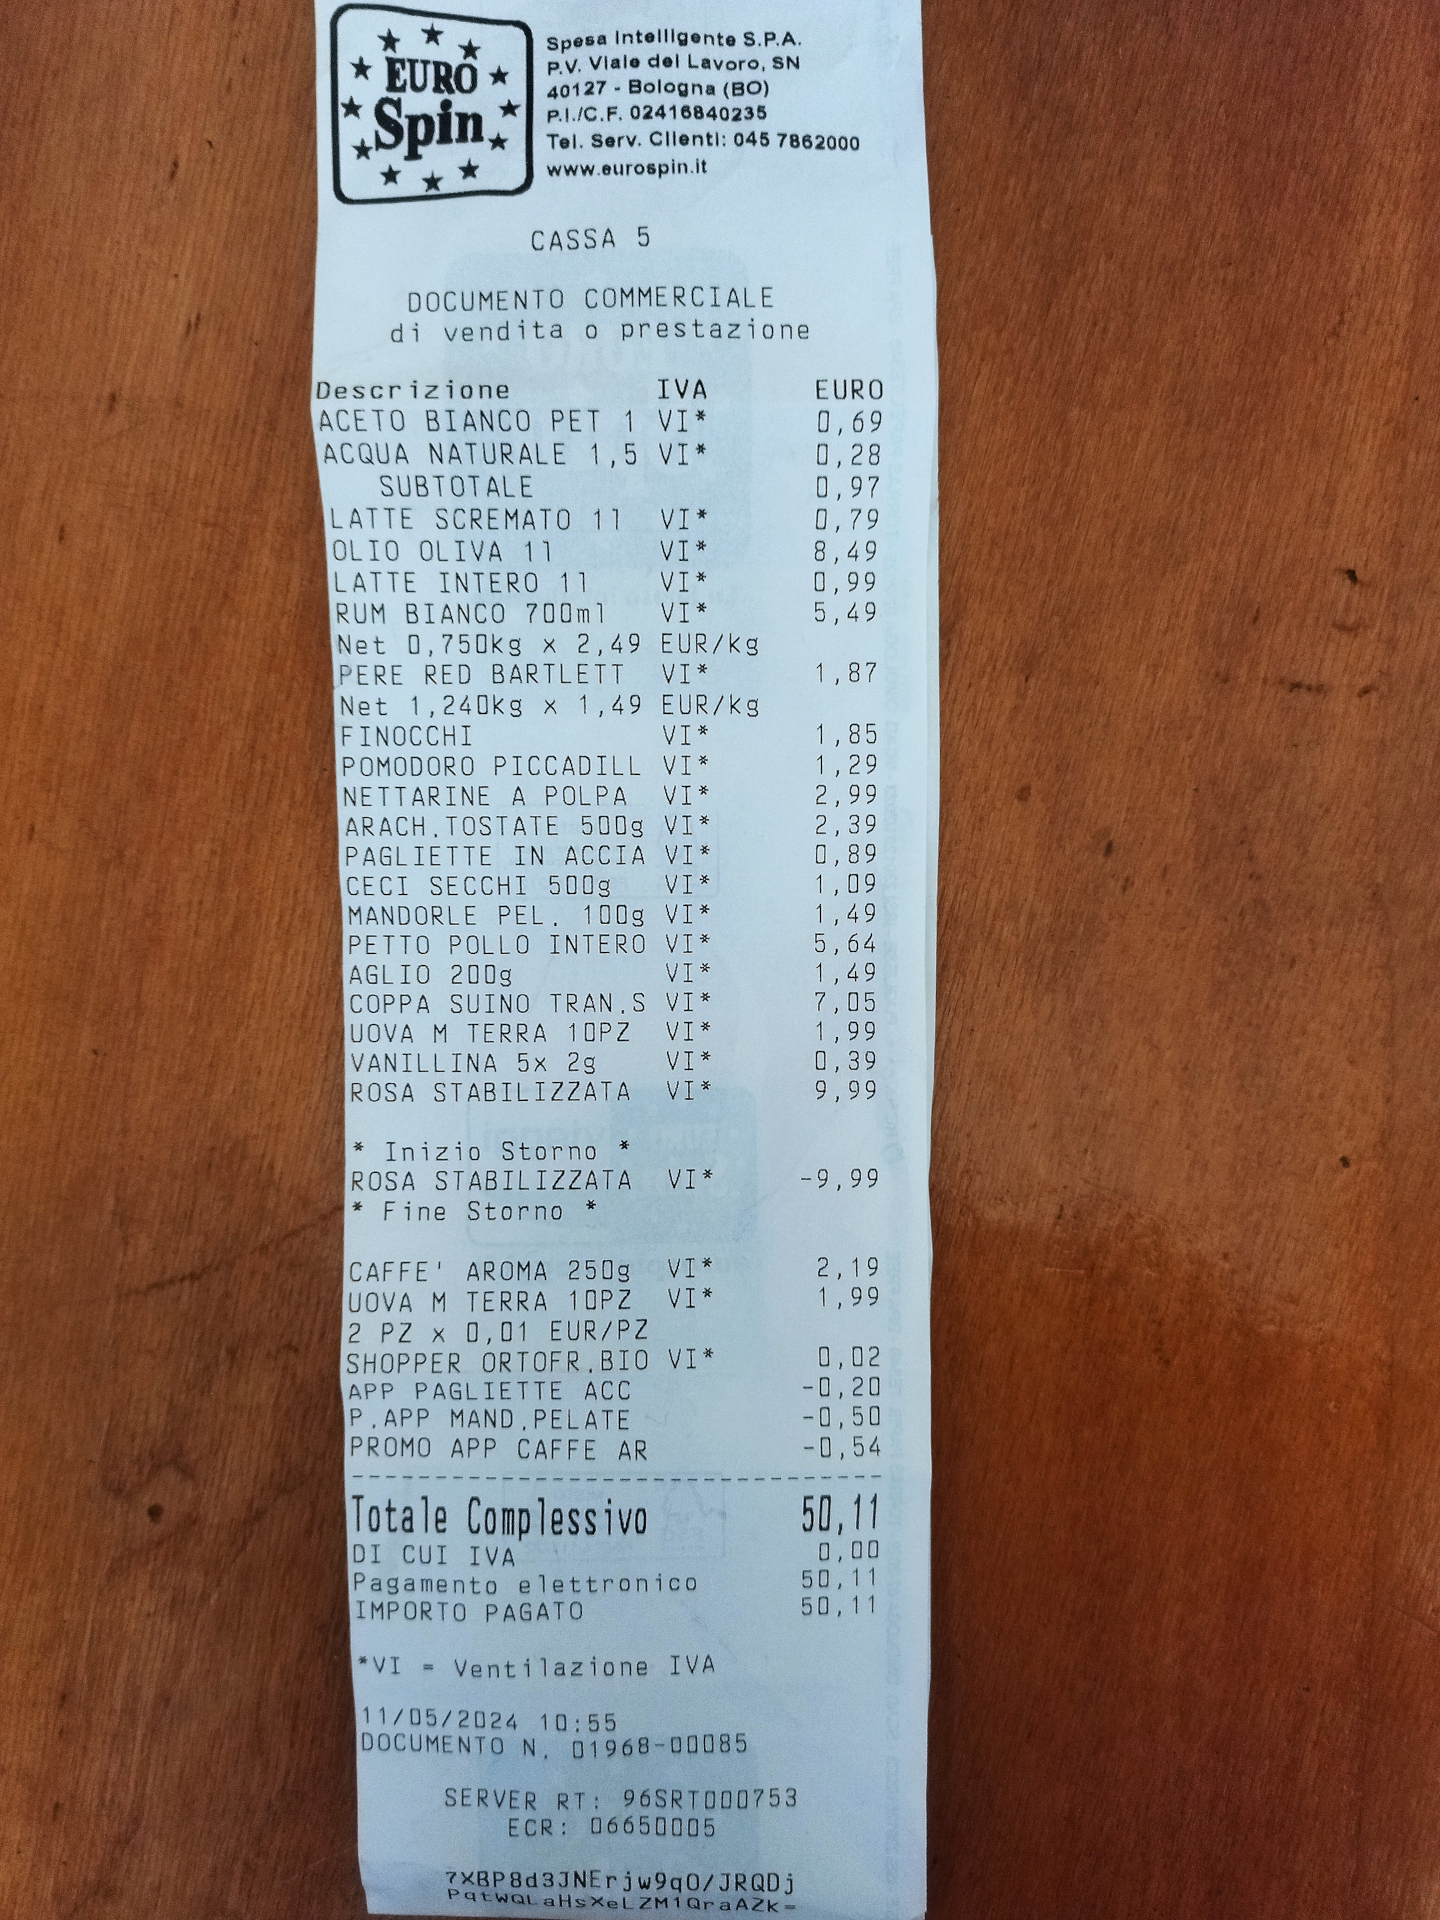 EURO
Spin
Spesa Intelligente S.P.A.
P.V. Viale del Lavoro, SN
40127 - Bologna (BO)
P.I./C.F. 02416840235
Tel. Serv. Clienti: 045 7862000
www.eurospin.it
CASSA 5
DOCUMENTO COMMERCIALE
di vendita o prestazione
Descrizione IVA EURO
ACETO BIANCO PET 1 VI* 0,69
ACQUA NATURALE 1,5 VI* 0,28
SUBTOTALE 0,97
LATTE SCREMATO 1l VI* 0,79
OLIO OLIVA 1l VI* 8,49
LATTE INTERO 1l VI* 0,99
RUM BIANCO 700ml VI* 5,49
Net 0,750kg x 2,49 EUR/kg
PERE RED BARTLETT VI* 1,87
Net 1,240kg x 1,49 EUR/kg
FINOCCHI VI* 1,85
POMODORO PICCADILL VI* 1,29
NETTARINE A POLPA VI* 2,99
ARACH.TOSTATE 500g VI* 2,39
PAGLIETTE IN ACCIA VI* 0,89
CECI SECCHI 500g VI* 1,09
MANDORLE PEL. 100g VI* 1,49
PETTO POLLO INTERO VI* 5,64
AGLIO 200g VI* 1,49
COPPA SUINO TRAN.S VI* 7,05
UOVA M TERRA 10PZ VI* 1,99
VANILLINA 5x 2g VI* 0,39
ROSA STABILIZZATA VI* 9,99
* Inizio Storno *
ROSA STABILIZZATA VI* -9,99
* Fine Storno *
CAFFE' AROMA 250g VI* 2,19
UOVA M TERRA 10PZ VI* 1,99
2 PZ x 0,01 EUR/PZ
SHOPPER ORTOFR.BIO VI* 0,02
APP PAGLIETTE ACC -0,20
P.APP MAND.PELATE -0,50
PROMO APP CAFFE AR -0,54
Totale Complessivo 50,11
DI CUI IVA 0,00
Pagamento elettronico 50,11
IMPORTO PAGATO 50,11
*VI = Ventilazione IVA
11/05/2024 10:55
DOCUMENTO N. 01968-00085
SERVER RT: 96SRT000753
ECR: 06650005
7XBP8d3JNErjw9qO/JRQDj
PqtWQLaHsXeLZM1QraAZk=